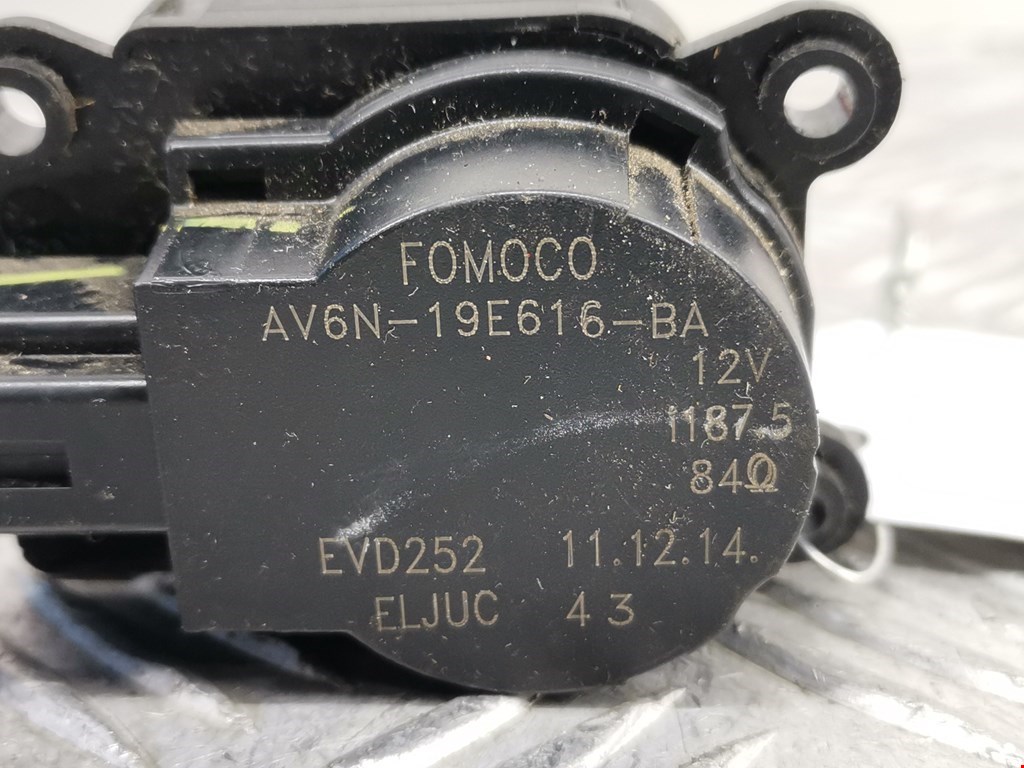 FOMOCO
AV6N-19E616-BA
12V
i187.5
84Ω
EVD252 11.12.14.
ELJUC 43